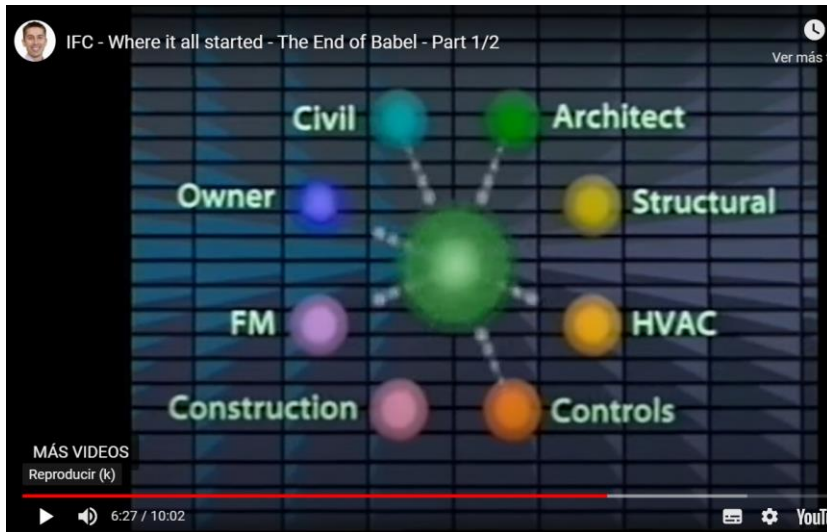 IFC - Where it all started - The End of Babel - Part 1/2
Ver más
Civil
Architect
Owner
Structural
FM
HVAC
Construction
Controls
MÁS VIDEOS
Reproducir (k)
6:27 / 10:02
YouT